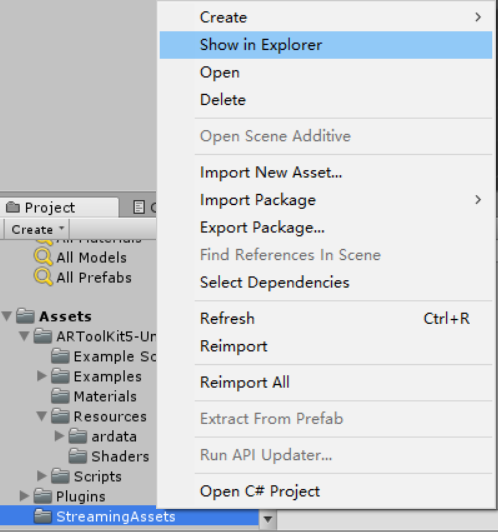 Create
Show in Explorer
Open
Delete
Open Scene Additive
Import New Asset...
Import Package
Export Package...
Find References In Scene
Select Dependencies
Refresh Ctrl+R
Reimport
Reimport All
Extract From Prefab
Run API Updater...
Open C# Project
Project
Create
All Materials
All Models
All Prefabs
Assets
ARToolKit5-Un
Example Sc
Examples
Materials
Resources
ardata
Shaders
Scripts
Plugins
StreamingAssets